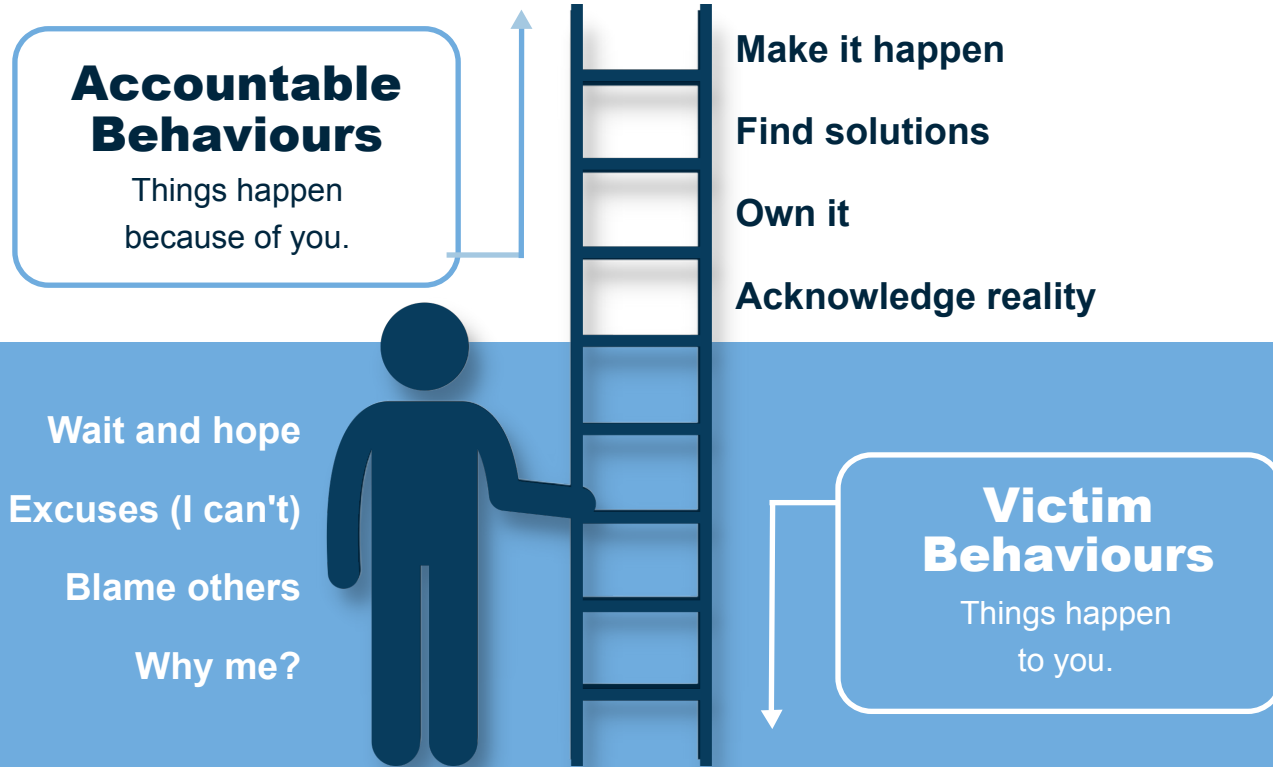 Accountable
Behaviours
Things happen
because of you.
Make it happen
Find solutions
Own it
Acknowledge reality
Wait and hope
Excuses (I can't)
Blame others
Why me?
Victim
Behaviours
Things happen
to you.